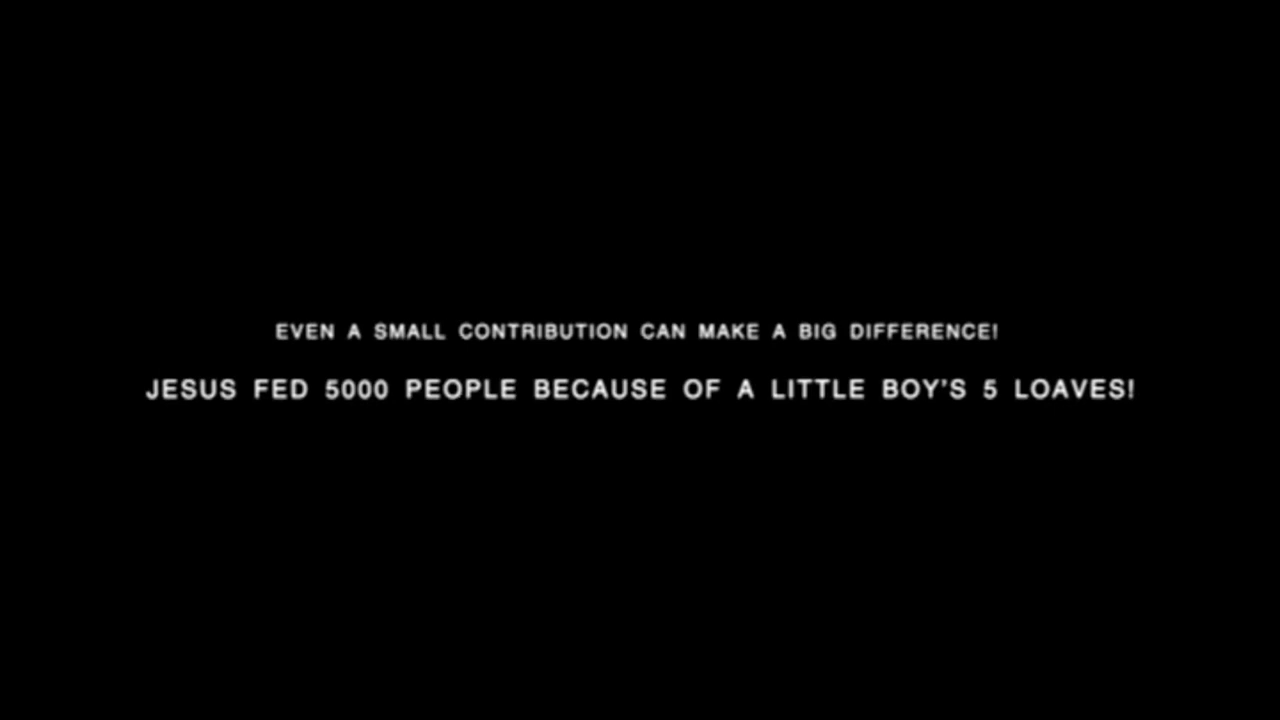 EVEN A SMALL CONTRIBUTION CAN MAKE A BIG DIFFERENCE!
JESUS FED 5000 PEOPLE BECAUSE OF A LITTLE BOY'S 5 LOAVES!